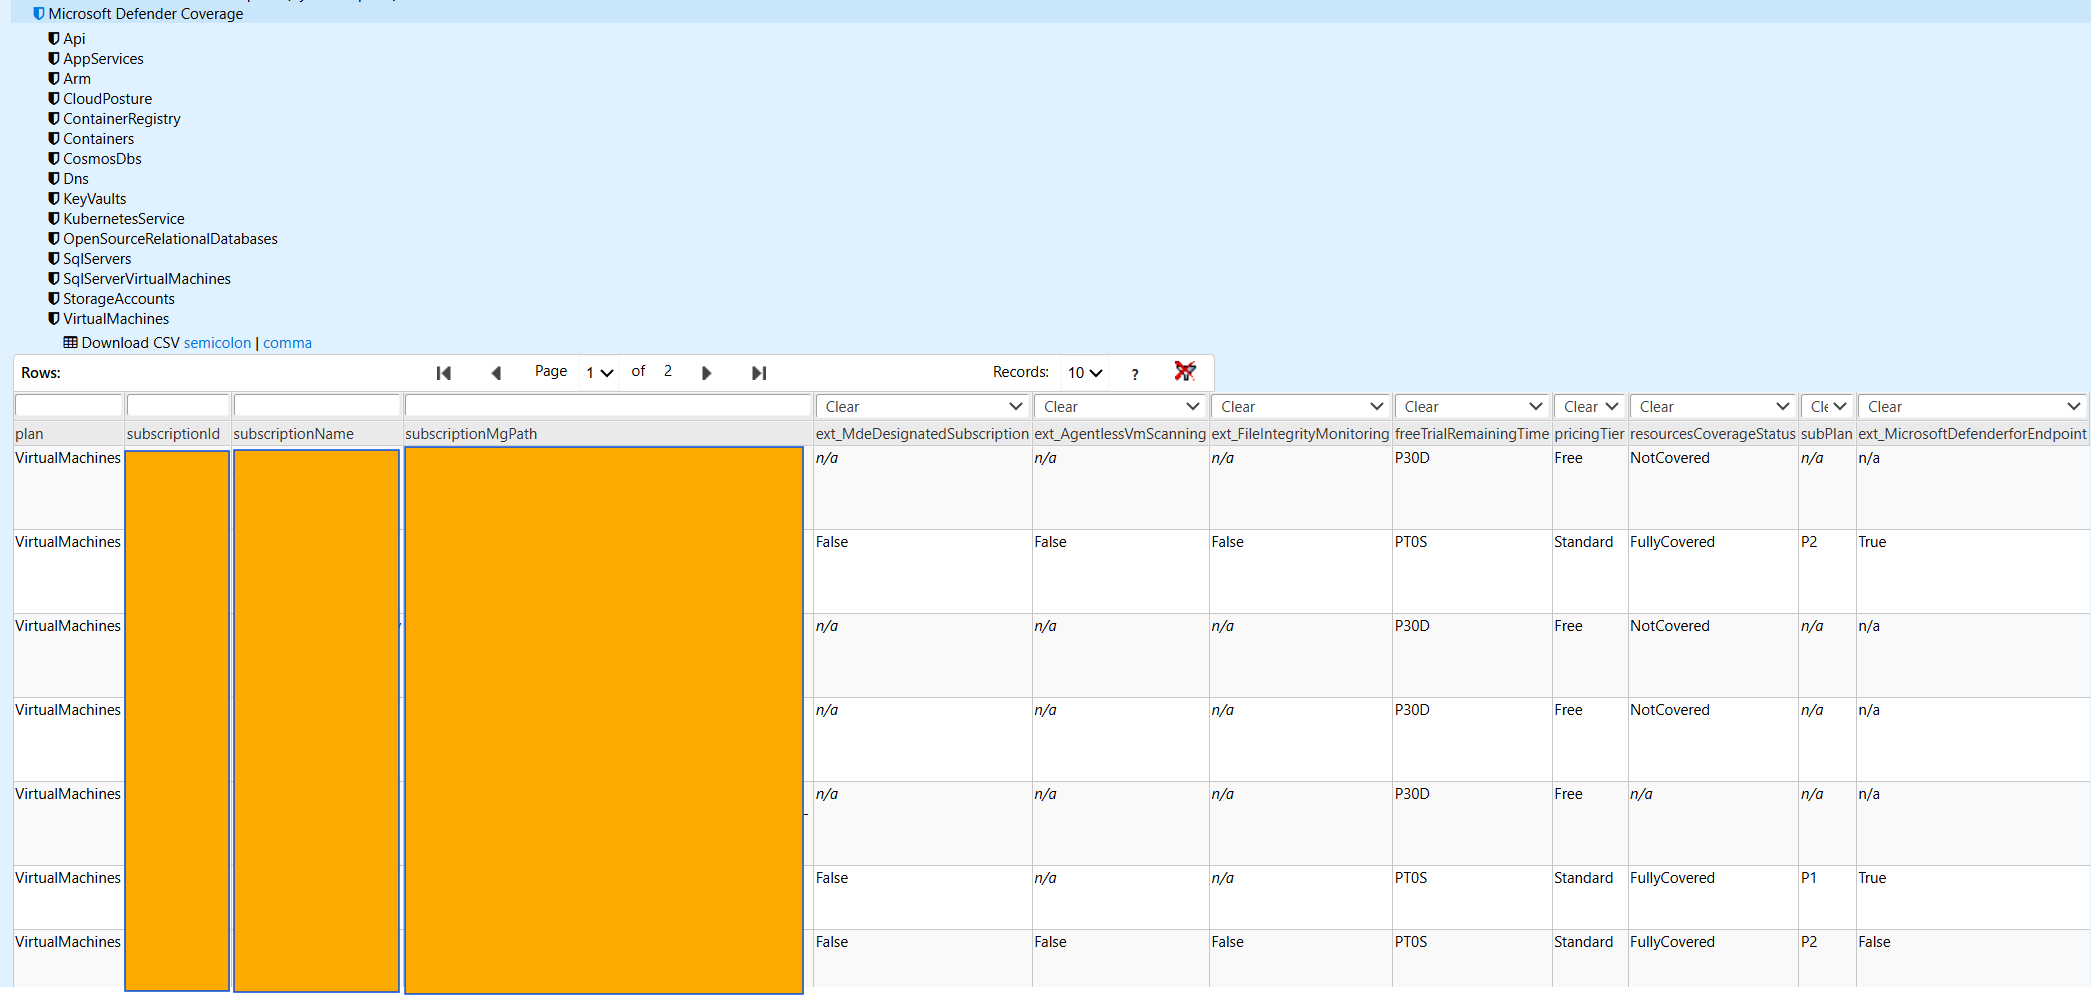 Microsoft Defender Coverage
Api
AppServices
Arm
CloudPosture
ContainerRegistry
Containers
CosmosDbs
Dns
KeyVaults
KubernetesService
OpenSourceRelationalDatabases
SqlServers
SqlServerVirtualMachines
StorageAccounts
VirtualMachines
Download CSV semicolon | comma
Rows: Page 1 of 2 Records: 10 ?
Clear Clear Clear Clear Clear Clear Cle Clear
plan subscriptionId subscriptionName subscriptionMgPath ext_MdeDesignatedSubscription ext_AgentlessVmScanning ext_FileIntegrityMonitoring freeTrialRemainingTime pricingTier resourcesCoverageStatus subPlan ext_MicrosoftDefenderforEndpoint
VirtualMachines n/a n/a n/a P30D Free NotCovered n/a n/a
VirtualMachines False False False PT0S Standard FullyCovered P2 True
VirtualMachines n/a n/a n/a P30D Free NotCovered n/a n/a
VirtualMachines n/a n/a n/a P30D Free NotCovered n/a n/a
VirtualMachines n/a n/a n/a P30D Free n/a n/a n/a
VirtualMachines False n/a n/a PT0S Standard FullyCovered P1 True
VirtualMachines False False False PT0S Standard FullyCovered P2 False